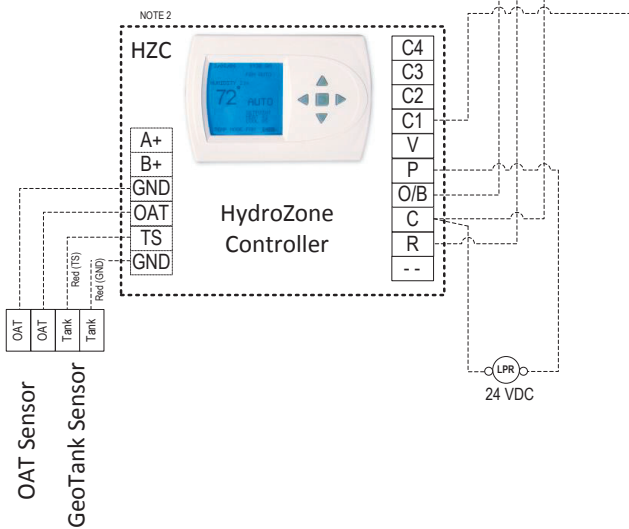 NOTE 2
HZC
72°
AUTO
A+
B+
GND
OAT
TS
GND
C4
C3
C2
C1
V
P
O/B
C
R
- -
HydroZone
Controller
Red (TS)
Red (GND)
OAT
OAT
Tank
Tank
OAT Sensor
GeoTank Sensor
LPR
24 VDC